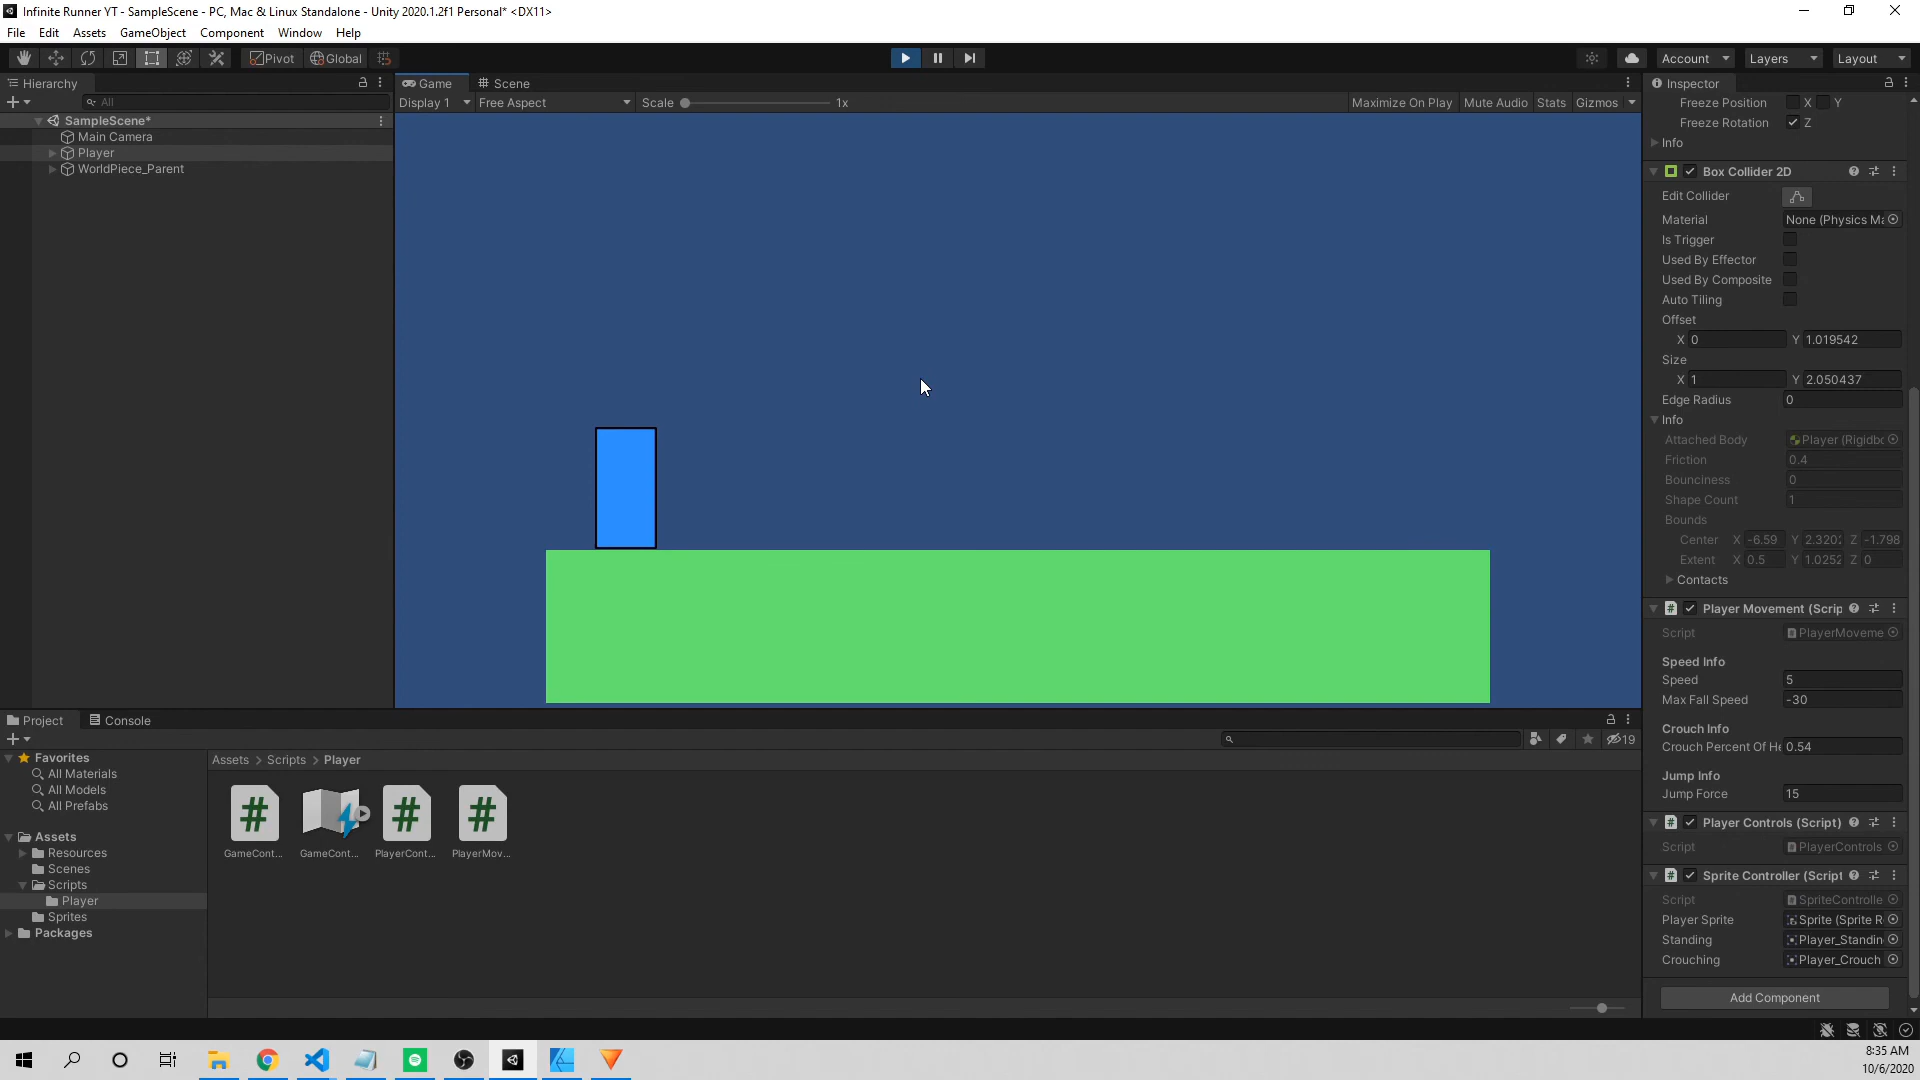 Infinite Runner YT - SampleScene - PC, Mac & Linux Standalone - Unity 2020.1.2f1 Personal* <DX11>
File Edit Assets GameObject Component Window Help
Pivot Global Account Layers Layout
Hierarchy
All
SampleScene*
Main Camera
Player
WorldPiece_Parent
Game Scene
Display 1 Free Aspect Scale 1x Maximize On Play Mute Audio Stats Gizmos
Inspector
Freeze Position X Y
Freeze Rotation Z
Info
Box Collider 2D
Edit Collider
Material None (Physics Ma
Is Trigger
Used By Effector
Used By Composite
Auto Tiling
Offset
X 0 Y 1.019542
Size
X 1 Y 2.050437
Edge Radius 0
Info
Attached Body Player (Rigidbo
Friction 0.4
Bounciness 0
Shape Count 1
Bounds
Center X -6.59 Y 2.320 Z -1.798
Extent X 0.5 Y 1.0252 Z 0
Contacts
Player Movement (Scrip
Script PlayerMoveme
Speed Info
Speed 5
Max Fall Speed -30
Crouch Info
Crouch Percent Of He 0.54
Jump Info
Jump Force 15
Player Controls (Script)
Script PlayerControls
Sprite Controller (Script
Script SpriteControlle
Player Sprite Sprite (Sprite R
Standing Player_Standin
Crouching Player_Crouch
Add Component
Project Console
19
Favorites
All Materials
All Models
All Prefabs
Assets
Resources
Scenes
Scripts
Player
Sprites
Packages
Assets > Scripts > Player
GameCont... GameCont... PlayerCont... PlayerMov...
8:35 AM
10/6/2020